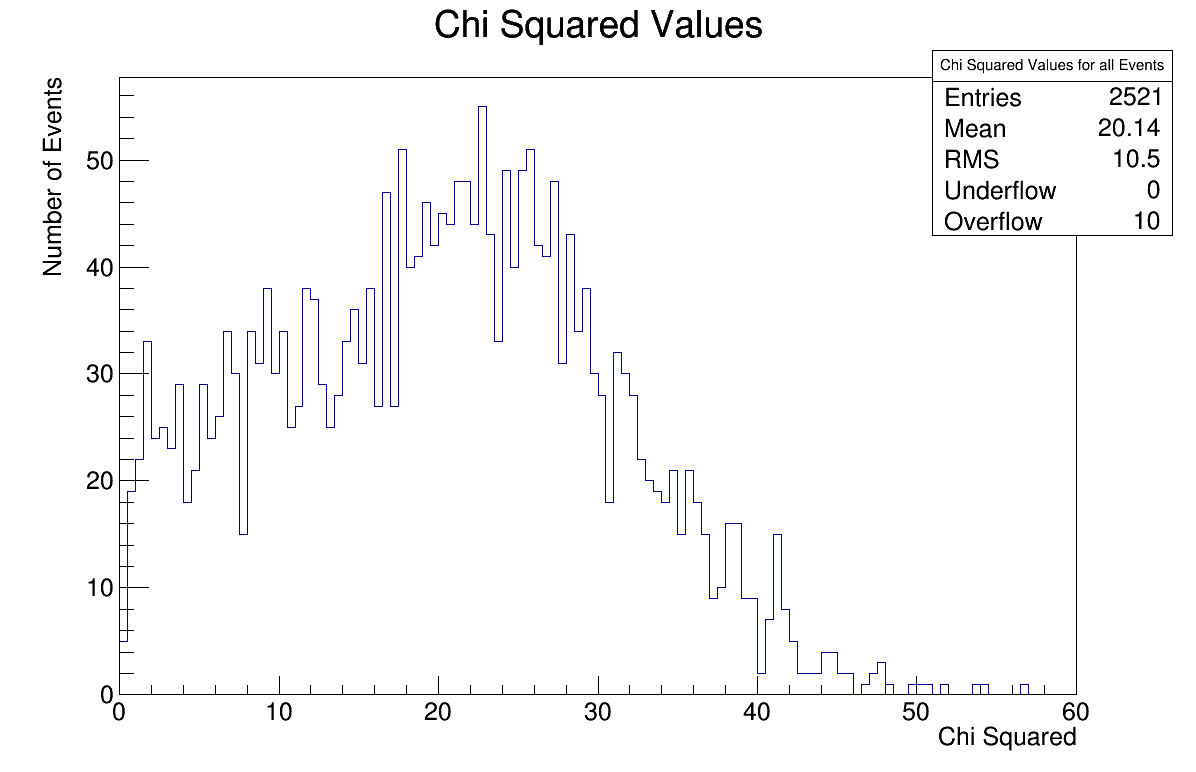 Chi Squared Values
Chi Squared Values for all Events
Entries 2521
Mean 20.14
RMS 10.5
Underflow 0
Overflow 10
Number of Events
50
40
30
20
10
0
0 10 20 30 40 50 60
Chi Squared